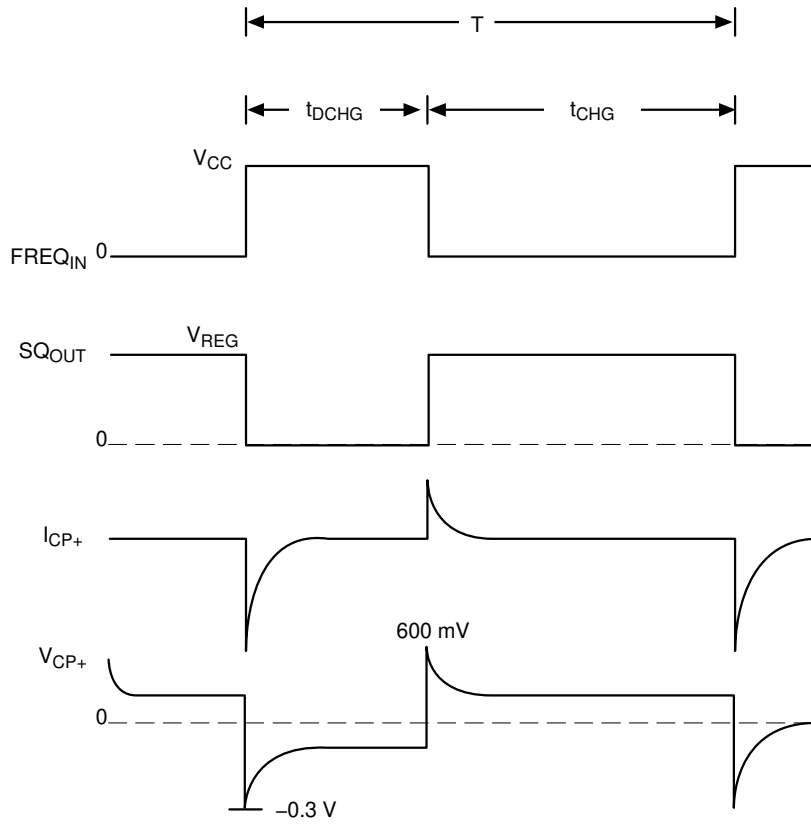 T
tDCHG
tCHG
VCC
0
FREQIN
VREG
SQOUT
0
ICP+
600 mV
VCP+
0
−0.3 V